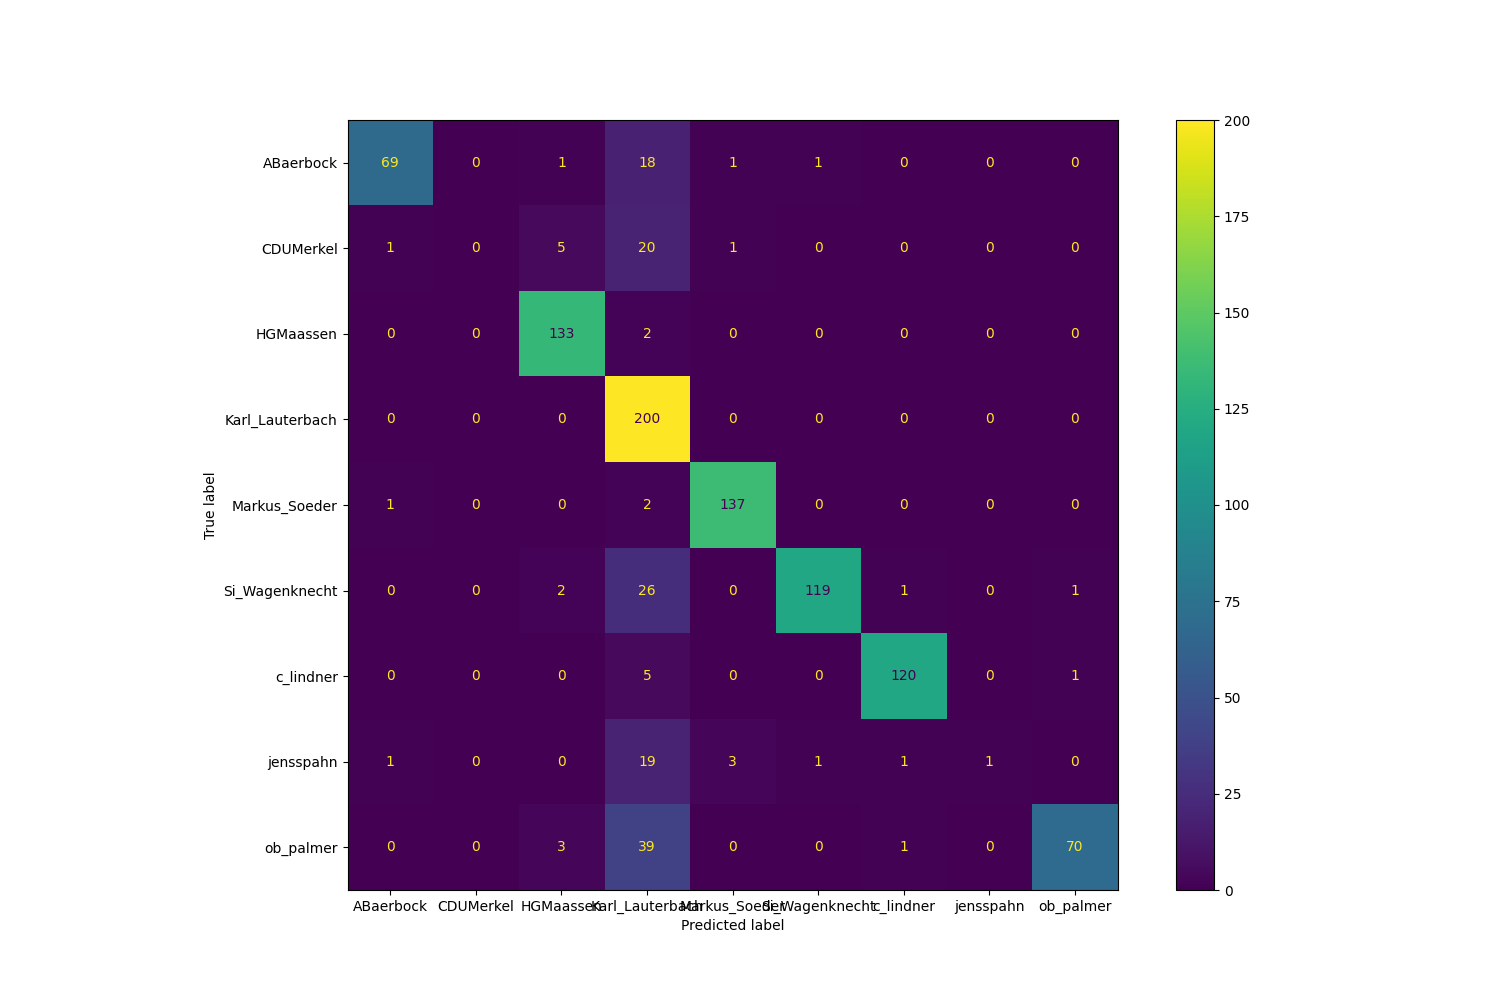 200
ABaerbock 69 0 1 18 1 1 0 0 0
175
CDUMerkel 1 0 5 20 1 0 0 0 0
150
HGMaassen 0 0 133 2 0 0 0 0 0
125
Karl_Lauterbach 0 0 0 200 0 0 0 0 0
100
True label
Markus_Soeder 1 0 0 2 137 0 0 0 0
75
Si_Wagenknecht 0 0 2 26 0 119 1 0 1
50
c_lindner 0 0 0 5 0 0 120 0 1
jensspahn 1 0 0 19 3 1 1 1 0
25
ob_palmer 0 0 3 39 0 0 1 0 70
0
ABaerbock CDUMerkel HGMaassen Karl_Lauterbach Markus_Soeder Si_Wagenknecht c_lindner jensspahn ob_palmer
Predicted label